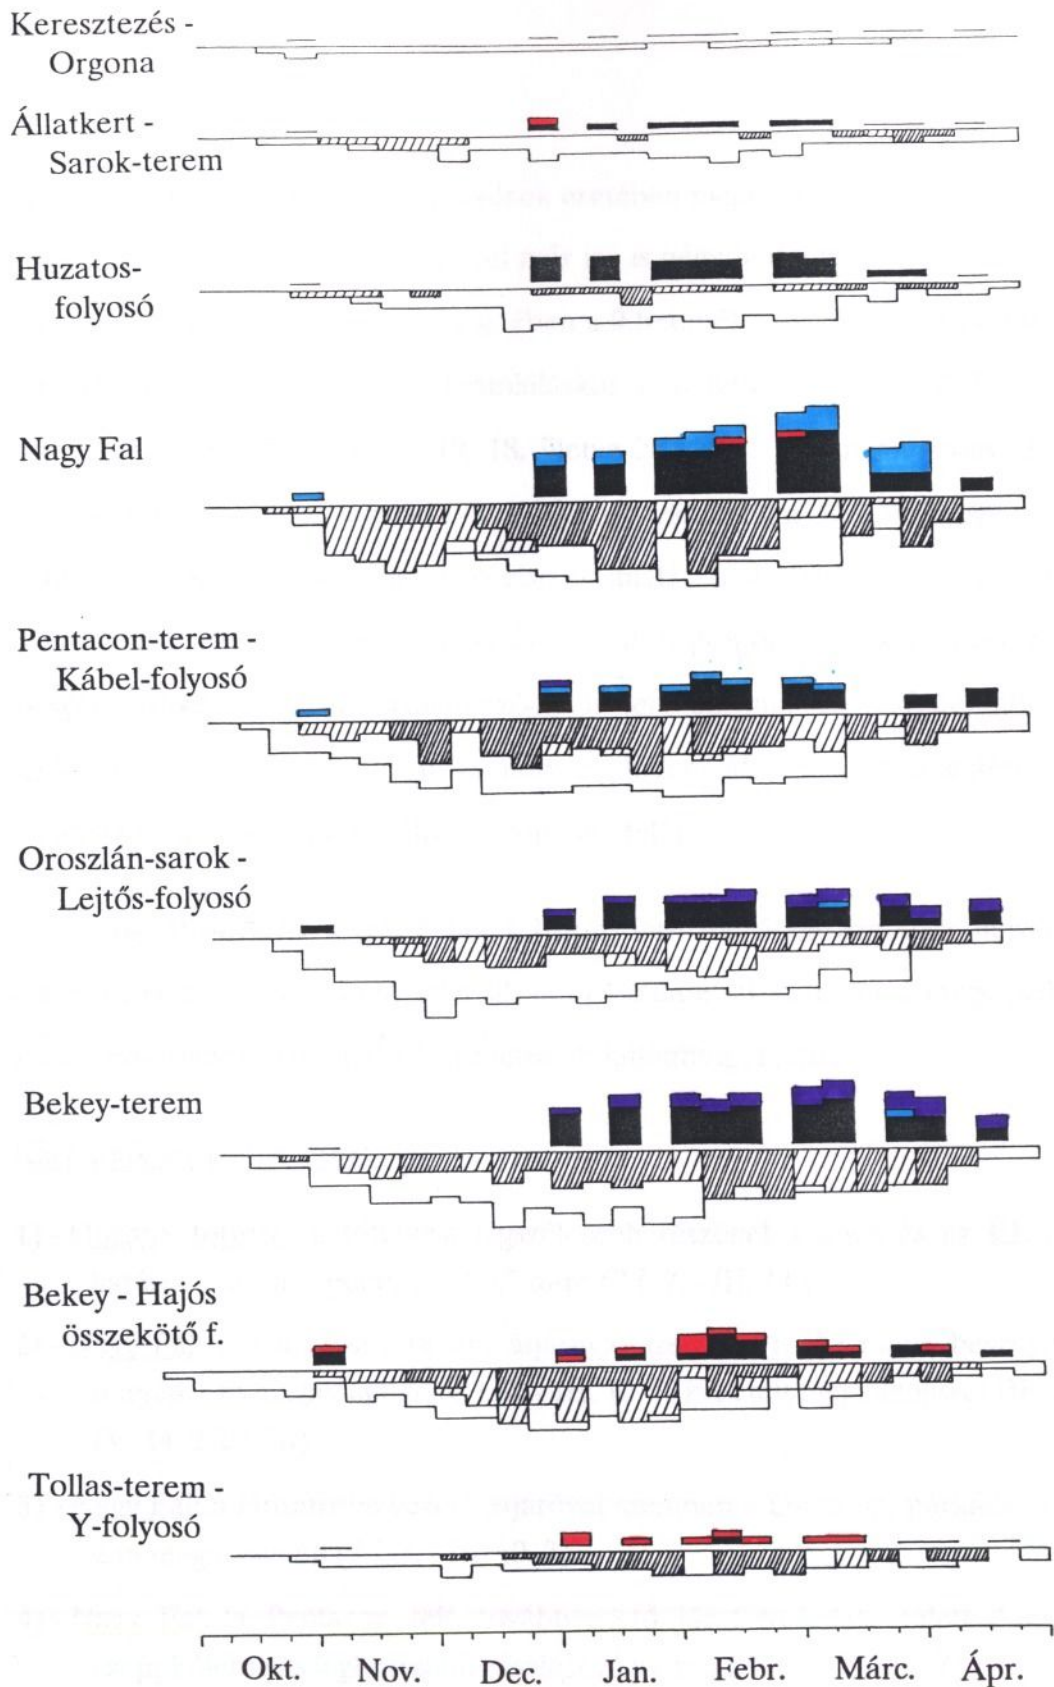 Keresztezés -
Orgona
Állatkert -
Sarok-terem
Huzatos-
folyosó
Nagy Fal
Pentacon-terem -
Kábel-folyosó
Oroszlán-sarok -
Lejtős-folyosó
Bekey-terem
Bekey - Hajós
összekötő f.
Tollas-terem -
Y-folyosó
Okt. Nov. Dec. Jan. Febr. Márc. Ápr.